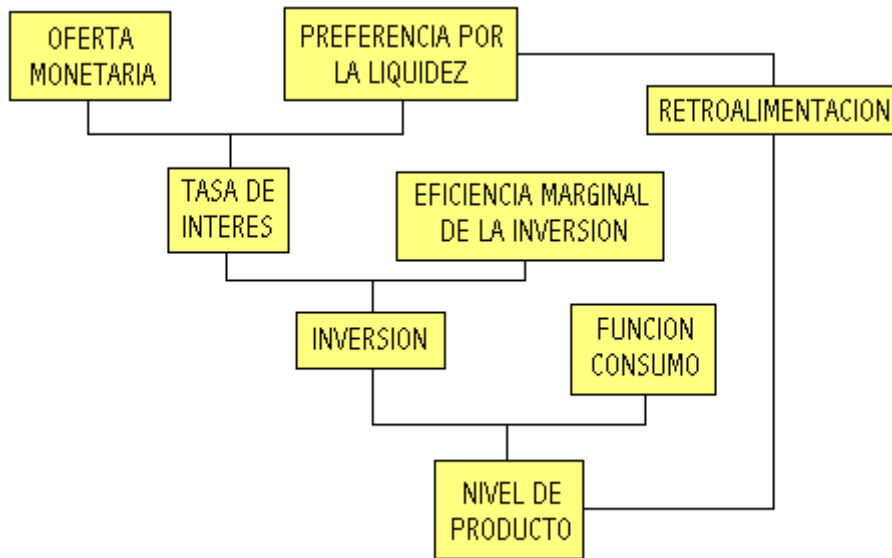 OFERTA
MONETARIA
PREFERENCIA POR
LA LIQUIDEZ
RETROALIMENTACION
TASA DE
INTERES
EFICIENCIA MARGINAL
DE LA INVERSION
INVERSION
FUNCION
CONSUMO
NIVEL DE
PRODUCTO